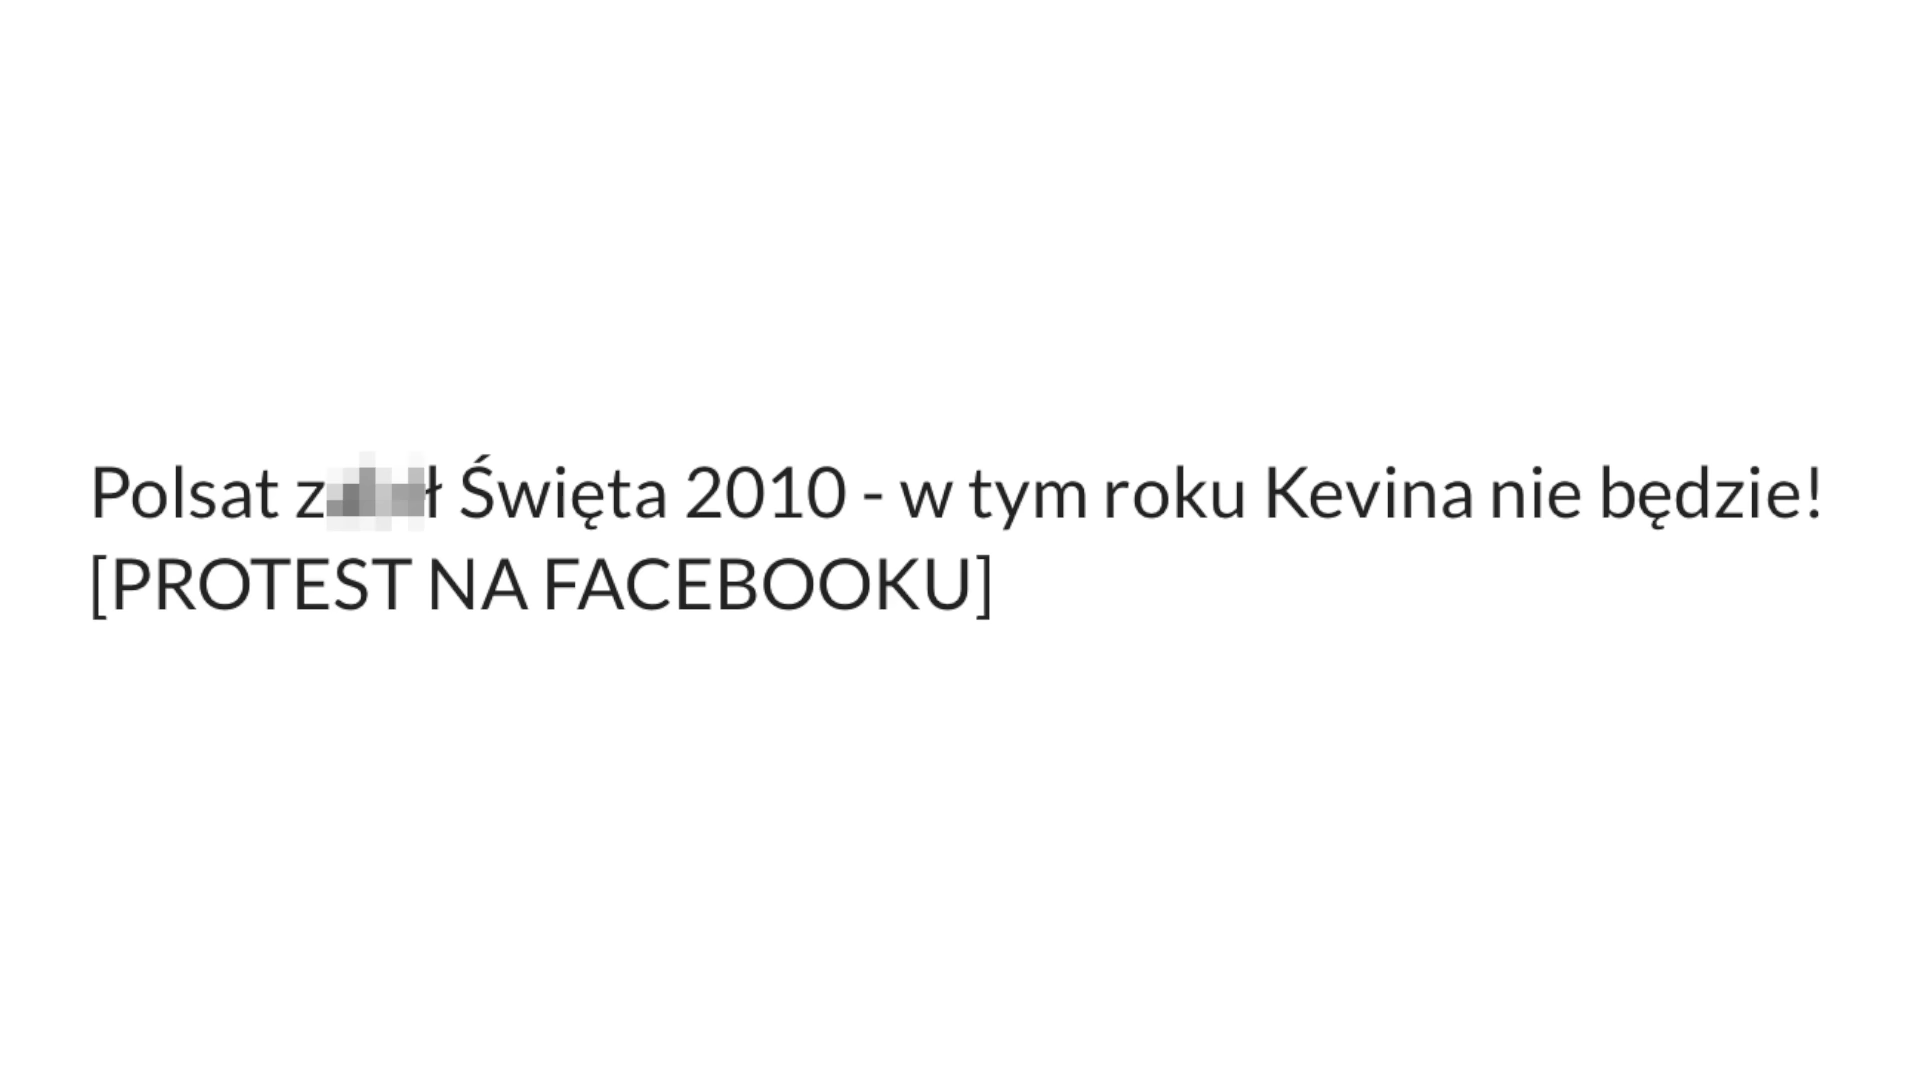 Polsat Święta 2010 - w tym roku Kevina nie będzie!
[PROTEST NA FACEBOOKU]